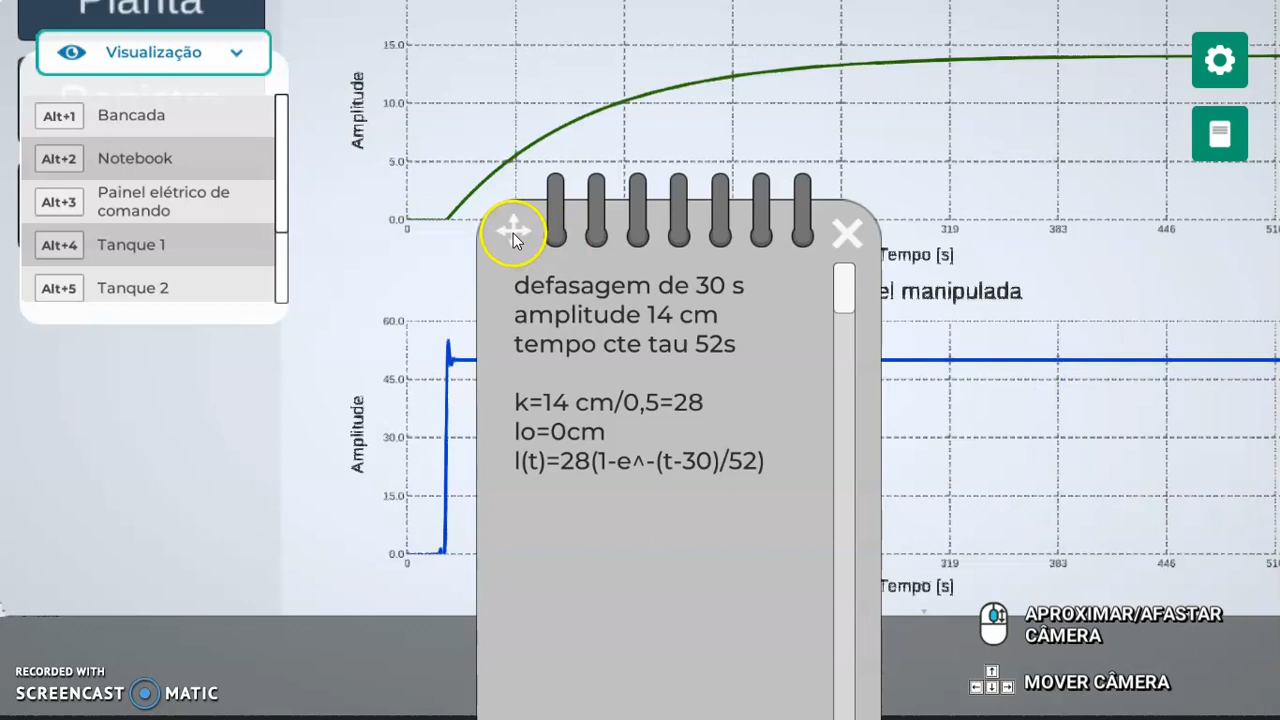 Planta
Visualização
Alt+1 Bancada
Alt+2 Notebook
Alt+3 Painel elétrico de comando
Alt+4 Tanque 1
Alt+5 Tanque 2
15.0
10.0
5.0
0.0
Amplitude
0
319
383
446
510
Tempo [s]
el manipulada
60.0
45.0
30.0
15.0
0.0
Amplitude
0
319
383
446
Tempo [s]
defasagem de 30 s
amplitude 14 cm
tempo cte tau 52s
k=14 cm/0,5=28
lo=0cm
l(t)=28(1-e^-(t-30)/52)
APROXIMAR/AFASTAR
CÂMERA
MOVER CÂMERA
RECORDED WITH
SCREENCAST MATIC